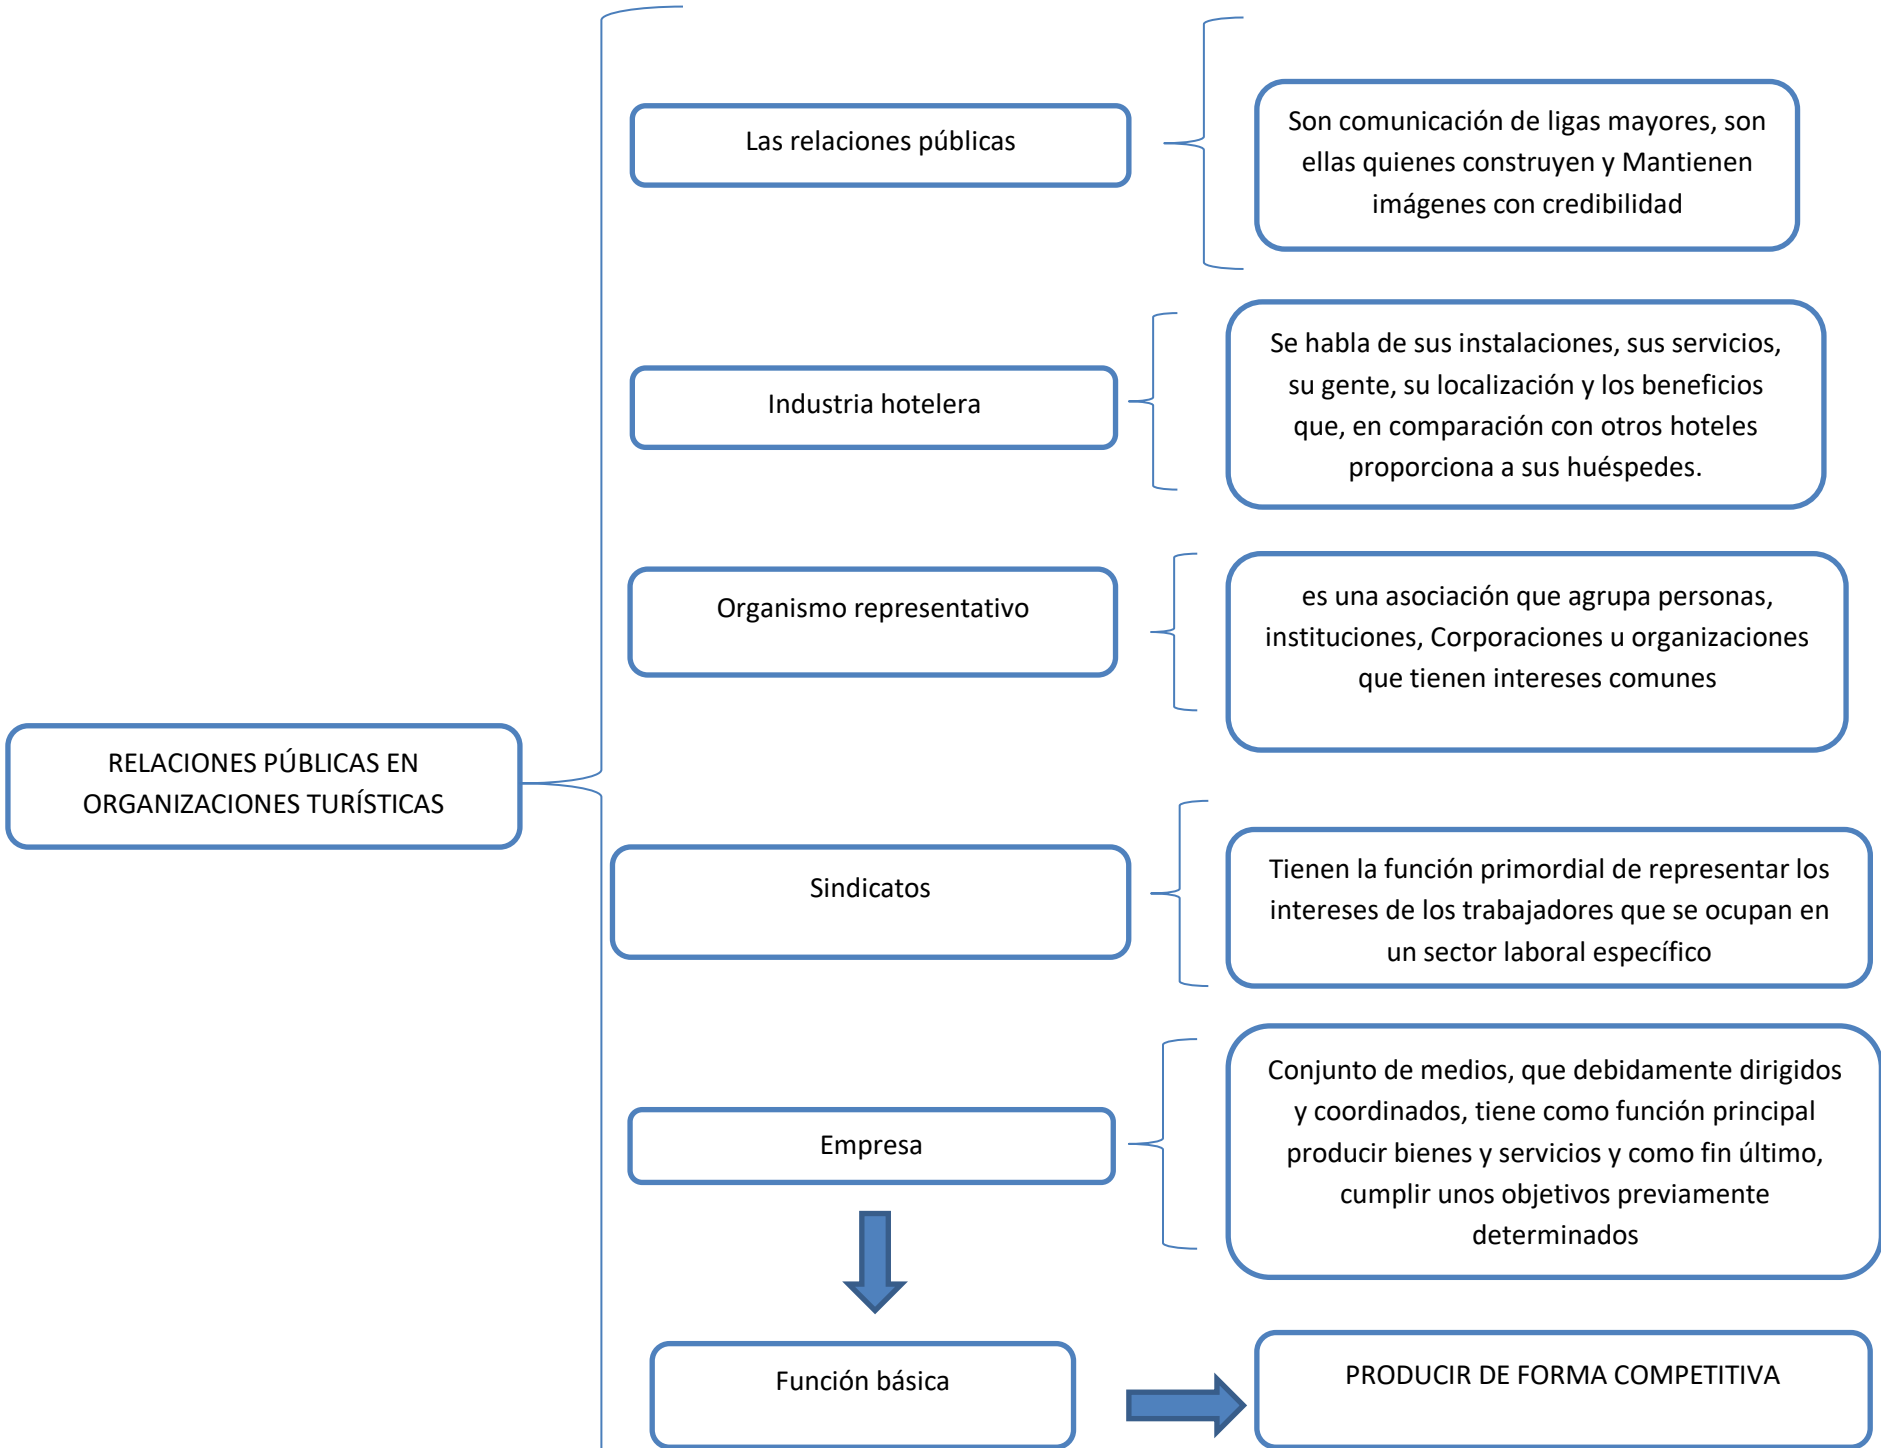 Las relaciones públicas
Son comunicación de ligas mayores, son
ellas quienes construyen y Mantienen
imágenes con credibilidad
Industria hotelera
Se habla de sus instalaciones, sus servicios,
su gente, su localización y los beneficios
que, en comparación con otros hoteles
proporciona a sus huéspedes.
Organismo representativo
es una asociación que agrupa personas,
instituciones, Corporaciones u organizaciones
que tienen intereses comunes
RELACIONES PÚBLICAS EN
ORGANIZACIONES TURÍSTICAS
Sindicatos
Tienen la función primordial de representar los
intereses de los trabajadores que se ocupan en
un sector laboral específico
Empresa
Conjunto de medios, que debidamente dirigidos
y coordinados, tiene como función principal
producir bienes y servicios y como fin último,
cumplir unos objetivos previamente
determinados
Función básica
PRODUCIR DE FORMA COMPETITIVA